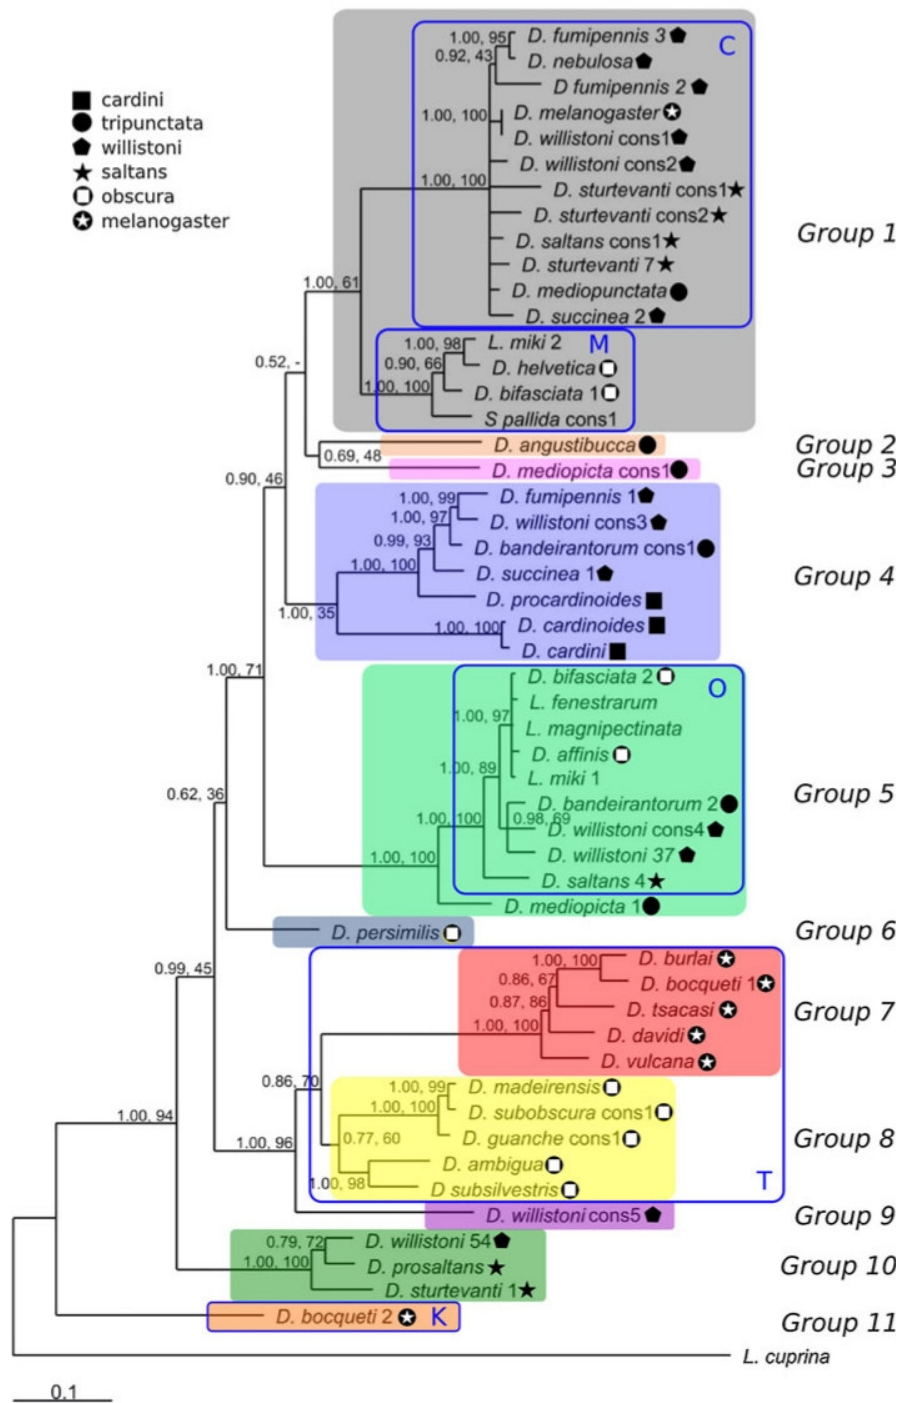 cardini
tripunctata
willistoni
saltans
obscura
melanogaster
1.00, 95
D. fumipennis 3
C
0.92, 43
D. nebulosa
D fumipennis 2
1.00, 100
D. melanogaster
D. willistoni cons1
D. willistoni cons2
1.00, 100
D. sturtevanti cons1
D. sturtevanti cons2
Group 1
D. saltans cons1
D. sturtevanti 7
1.00, 61
D. mediopunctata
D. succinea 2
1.00, 98
L. miki 2
M
0.90, 66
D. helvetica
0.52, -
1.00, 100
D. bifasciata 1
S pallida cons1
D. angustibucca
Group 2
0.69, 48
D. mediopicta cons1
Group 3
0.90, 46
1.00, 99
D. fumipennis 1
1.00, 97
D. willistoni cons3
0.99, 93
D. bandeirantorum cons1
1.00, 100
D. succinea 1
Group 4
D. procardinoides
1.00, 35
1.00, 100
D. cardinoides
D. cardini
1.00, 71
D. bifasciata 2
O
L. fenestrarum
1.00, 97
L. magnipectinata
D. affinis
1.00, 89
L. miki 1
0.62, 36
Group 5
D. bandeirantorum 2
1.00, 100
0.98, 69
D. willistoni cons4
1.00, 100
D. willistoni 37
D. saltans 4
D. mediopicta 1
D. persimilis
Group 6
0.99, 45
1.00, 100
D. burlai
0.86, 67
D. bocqueti 1
0.87, 86
D. tsacasi
Group 7
1.00, 100
D. davidi
D. vulcana
0.86, 70
1.00, 99
D. madeirensis
1.00, 100
D. subobscura cons1
1.00, 94
1.00, 96
0.77, 60
D. guanche cons1
Group 8
D. ambigua
1.00, 98
D subsilvestris
T
D. willistoni cons5
Group 9
0.79, 72
D. willistoni 54
1.00, 100
D. prosaltans
Group 10
D. sturtevanti 1
D. bocqueti 2
K
Group 11
L. cuprina
0.1